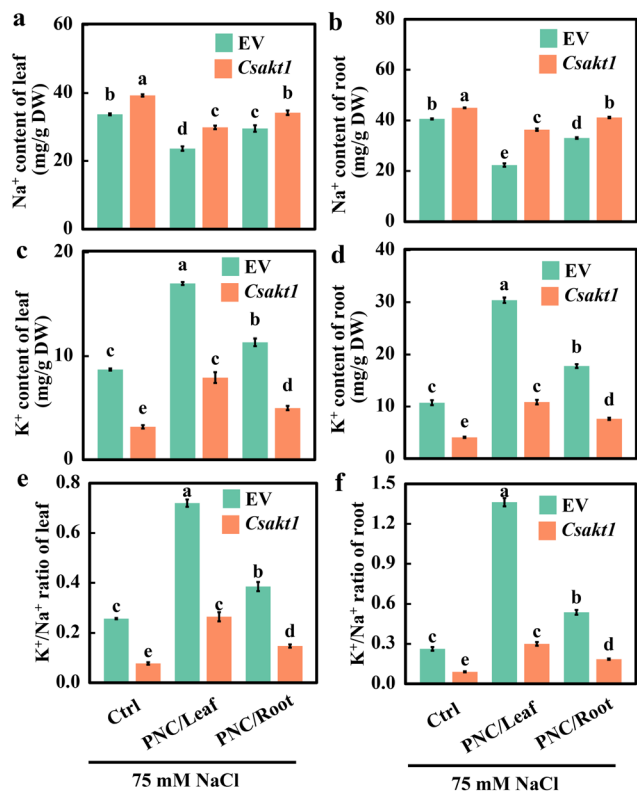 a
Na⁺ content of leaf
(mg/g DW)
60
40
20
0
EV
Csakt1
b
a
d
c
c
b
b
Na⁺ content of root
(mg/g DW)
80
60
40
20
0
EV
Csakt1
b
a
e
c
d
b
c
K⁺ content of leaf
(mg/g DW)
20
10
0
EV
Csakt1
c
e
a
c
b
d
d
K⁺ content of root
(mg/g DW)
40
30
20
10
0
EV
Csakt1
c
e
a
c
b
d
e
K⁺/Na⁺ ratio of leaf
0.8
0.6
0.4
0.2
0.0
EV
Csakt1
c
e
a
c
b
d
Ctrl
PNC/Leaf
PNC/Root
75 mM NaCl
f
K⁺/Na⁺ ratio of root
1.5
1.2
0.9
0.6
0.3
0.0
EV
Csakt1
c
e
a
c
b
d
Ctrl
PNC/Leaf
PNC/Root
75 mM NaCl